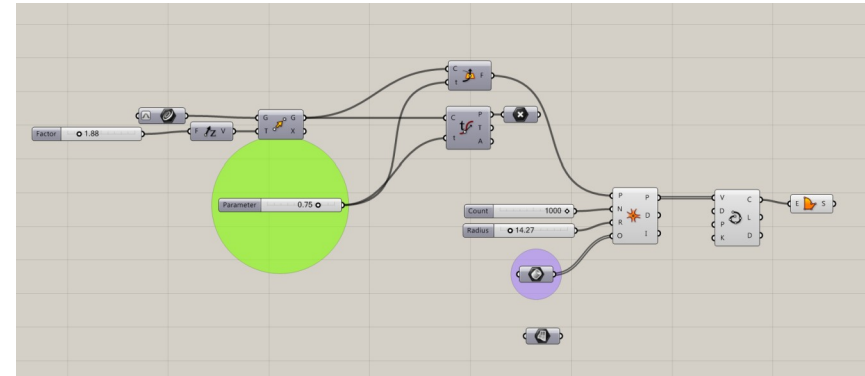 C F
t
Factor 1.88
F Z V
G G
T X
C P
t T
A
Parameter 0.75
P P
N D
R I
O
Count 1000
Radius 14.27
V C
D L
P D
K
E S